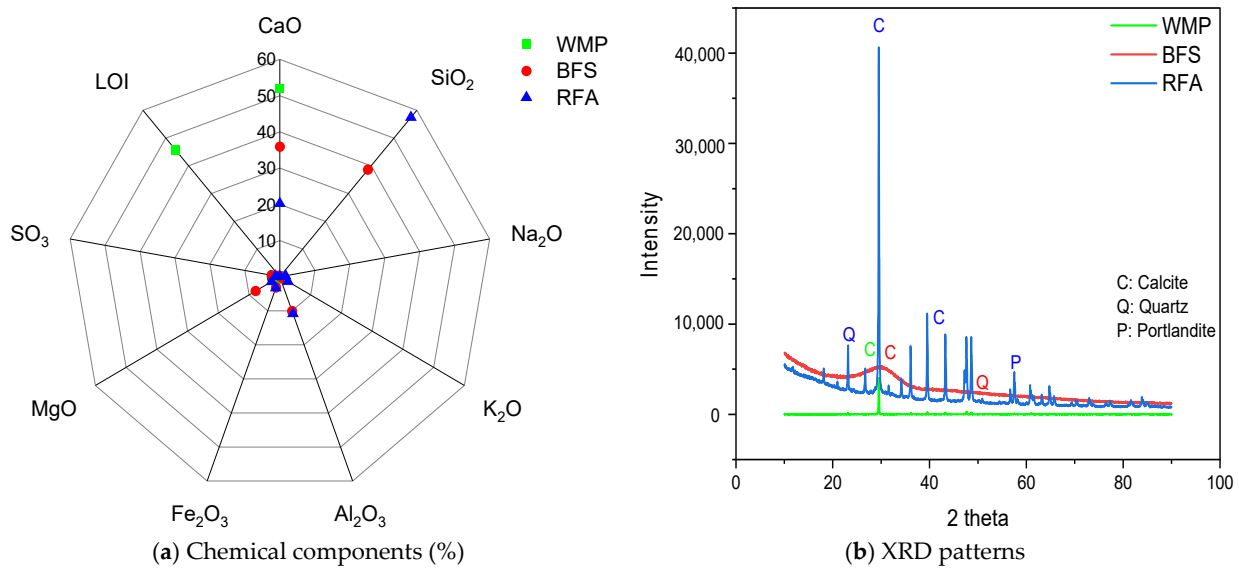 CaO
60
50
40
30
20
10
LOI
SiO₂
SO₃
Na₂O
MgO
K₂O
Fe₂O₃
Al₂O₃
WMP
BFS
RFA
(a) Chemical components (%)
C
WMP
BFS
RFA
40,000
30,000
20,000
10,000
0
Intensity
Q
C
C
C
Q
P
C: Calcite
Q: Quartz
P: Portlandite
0
20
40
60
80
100
2 theta
(b) XRD patterns